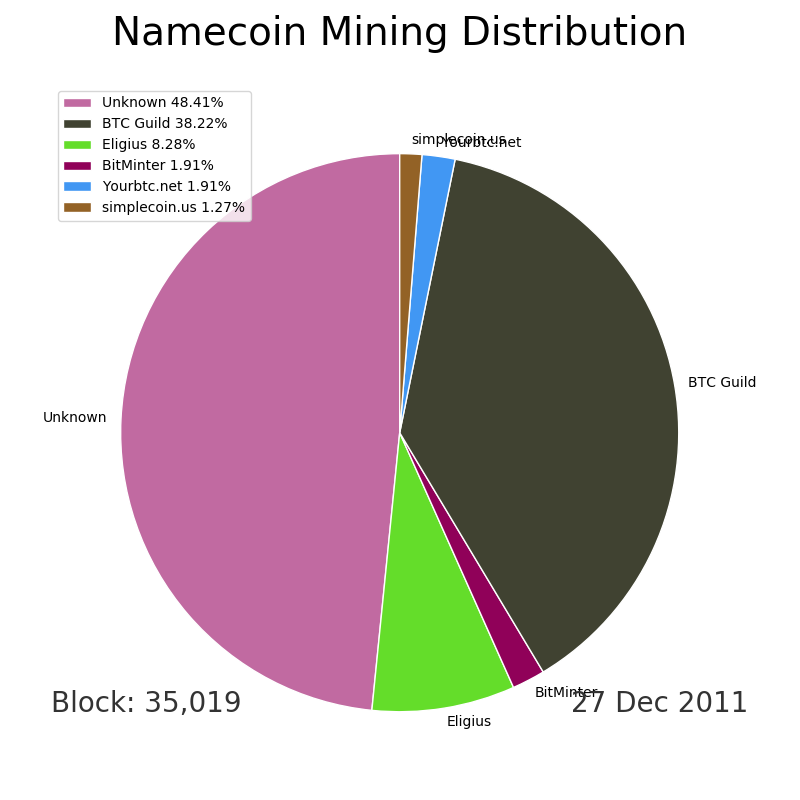 Namecoin Mining Distribution
Unknown 48.41%
BTC Guild 38.22%
Eligius 8.28%
BitMinter 1.91%
Yourbtc.net 1.91%
simplecoin.us 1.27%
simplecoin.us
Yourbtc.net
BTC Guild
Unknown
BitMinter
Block: 35,019
27 Dec 2011
Eligius